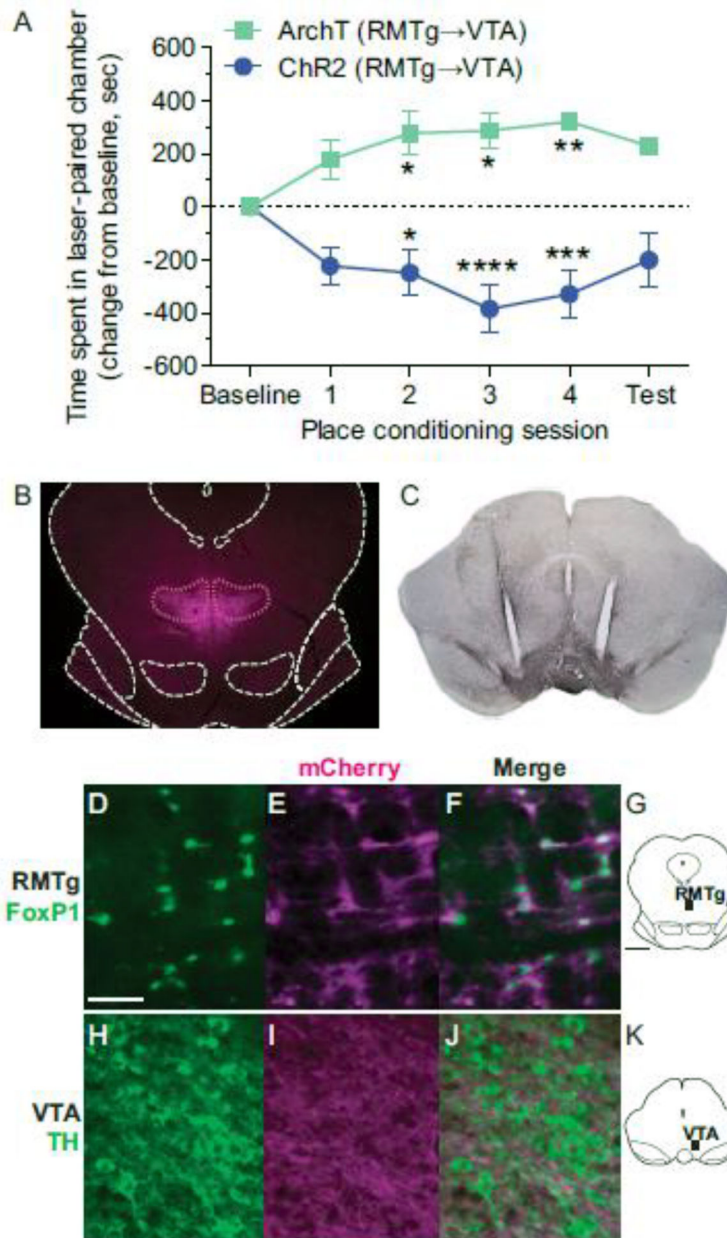 A
ArchT (RMTg→VTA)
ChR2 (RMTg→VTA)
Time spent in laser-paired chamber
(change from baseline, sec)
600
400
200
0
-200
-400
-600
*
*
**
*
****
***
Baseline
1
2
3
4
Test
Place conditioning session
B
C
mCherry
Merge
D
E
F
G
RMTg
FoxP1
RMTg
H
I
J
K
VTA
TH
VTA